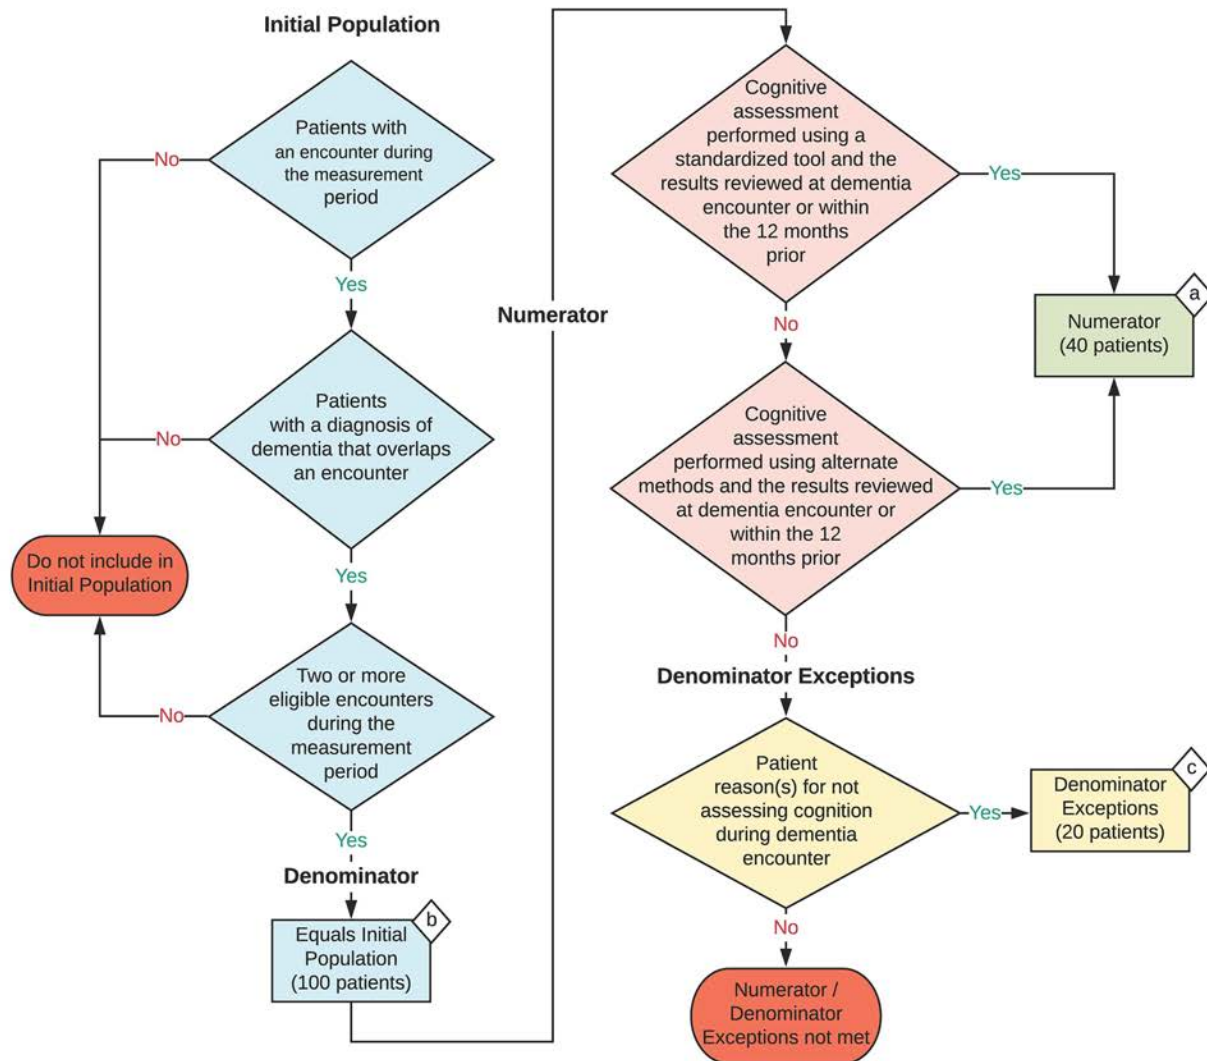 Initial Population
Patients with
an encounter during
the measurement
period
No
Yes
Patients
with a diagnosis of
dementia that overlaps
an encounter
No
Yes
Do not include in
Initial Population
Two or more
eligible encounters
during the
measurement
period
No
Yes
Denominator
b
Equals Initial
Population
(100 patients)
Numerator
Cognitive
assessment
performed using a
standardized tool and the
results reviewed at dementia
encounter or within
the 12 months
prior
Yes
No
a
Numerator
(40 patients)
Cognitive
assessment
performed using alternate
methods and the results reviewed
at dementia encounter or
within the 12
months prior
Yes
No
Denominator Exceptions
Patient
reason(s) for not
assessing cognition
during dementia
encounter
Yes
c
Denominator
Exceptions
(20 patients)
No
Numerator /
Denominator
Exceptions not met